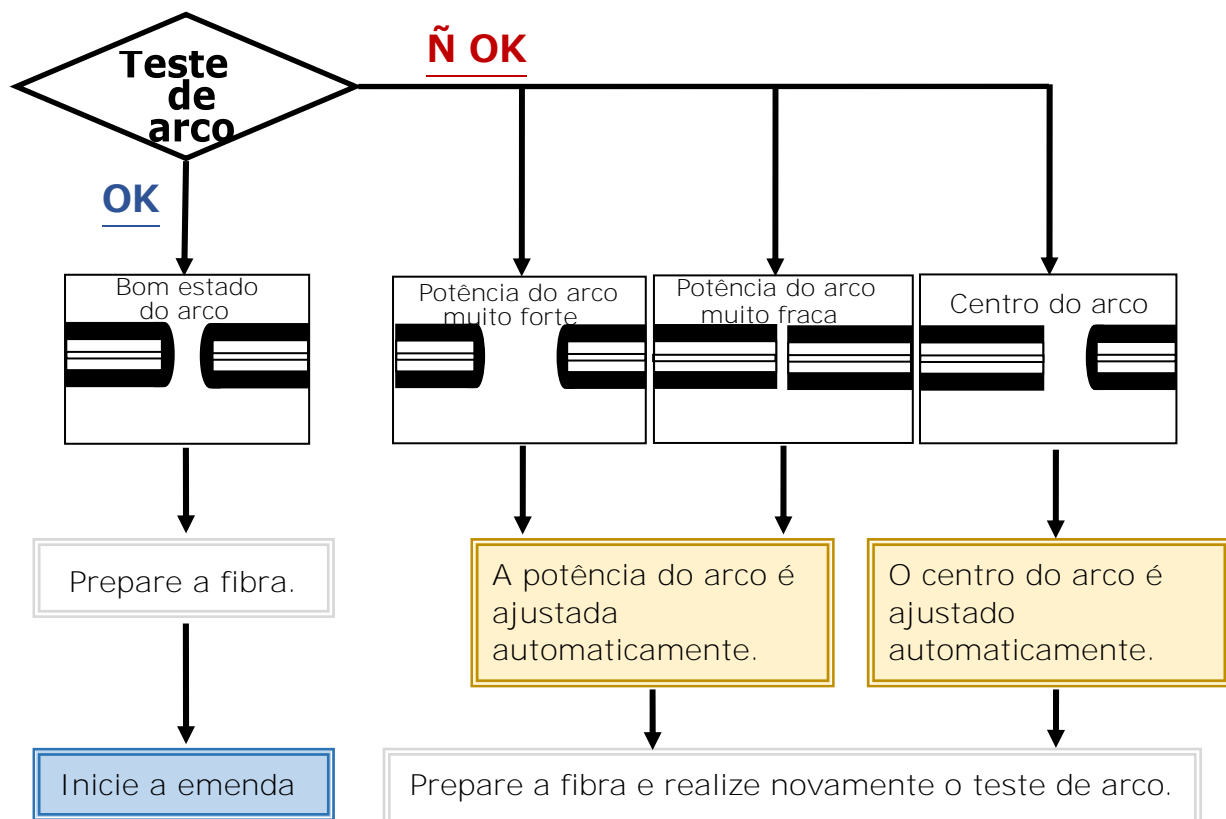 Teste
de
arco
Ñ OK
OK
Bom estado
do arco
Potência do arco
muito forte
Potência do arco
muito fraca
Centro do arco
Prepare a fibra.
A potência do arco é
ajustada
automaticamente.
O centro do arco é
ajustado
automaticamente.
Inicie a emenda
Prepare a fibra e realize novamente o teste de arco.